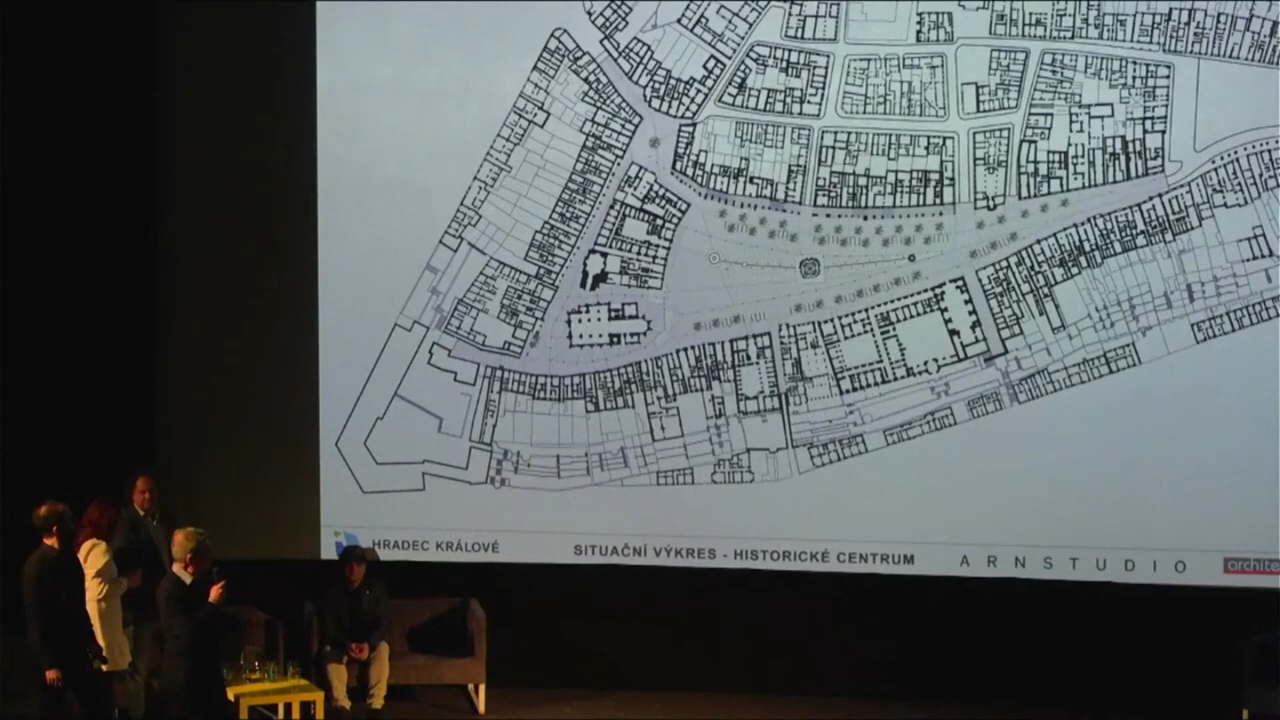 HRADEC KRÁLOVÉ
SITUAČNÍ VÝKRES - HISTORICKÉ CENTRUM
ARNSTUDIO
archite